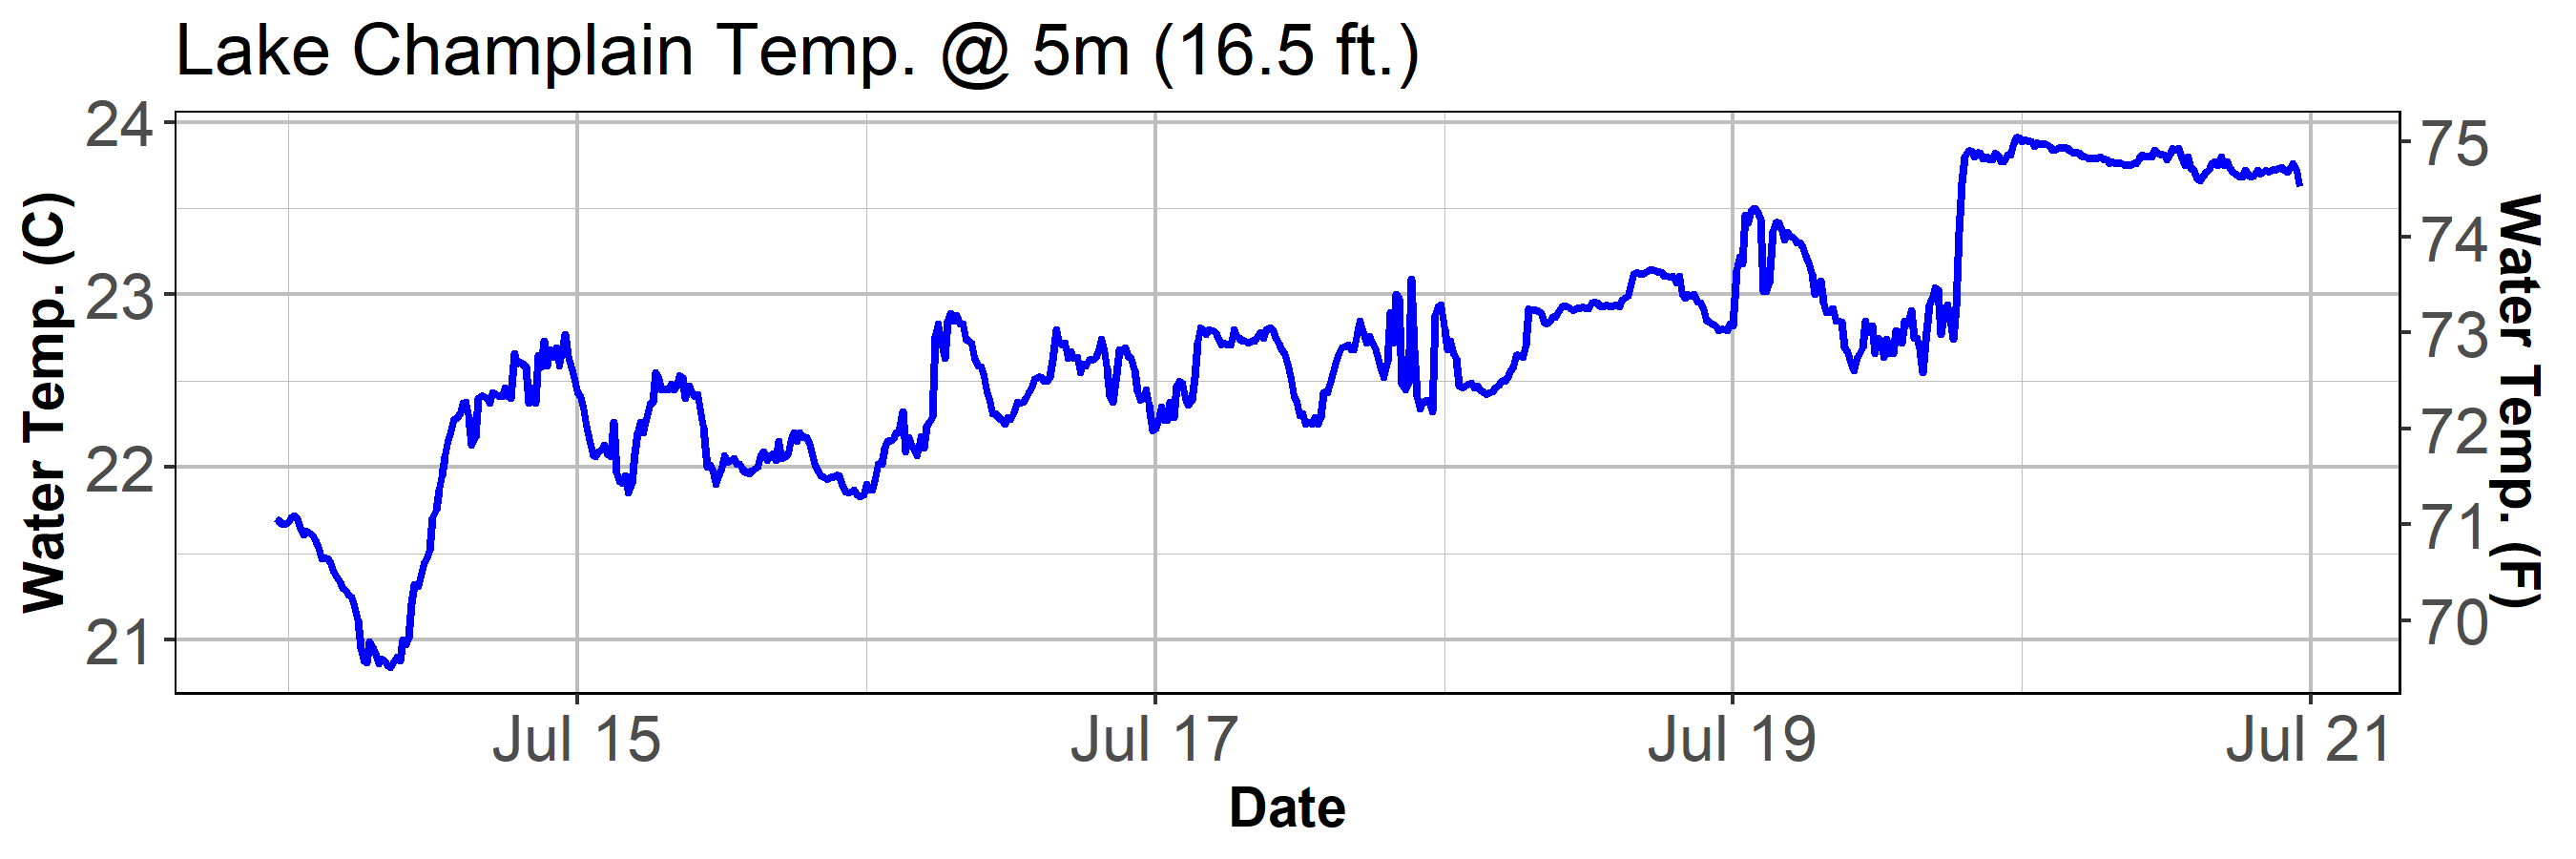 Lake Champlain Temp. @ 5m (16.5 ft.)
Water Temp. (C)
24
23
22
21
75
74
73
72
71
70
Water Temp. (F)
Jul 15 Jul 17 Jul 19 Jul 21
Date